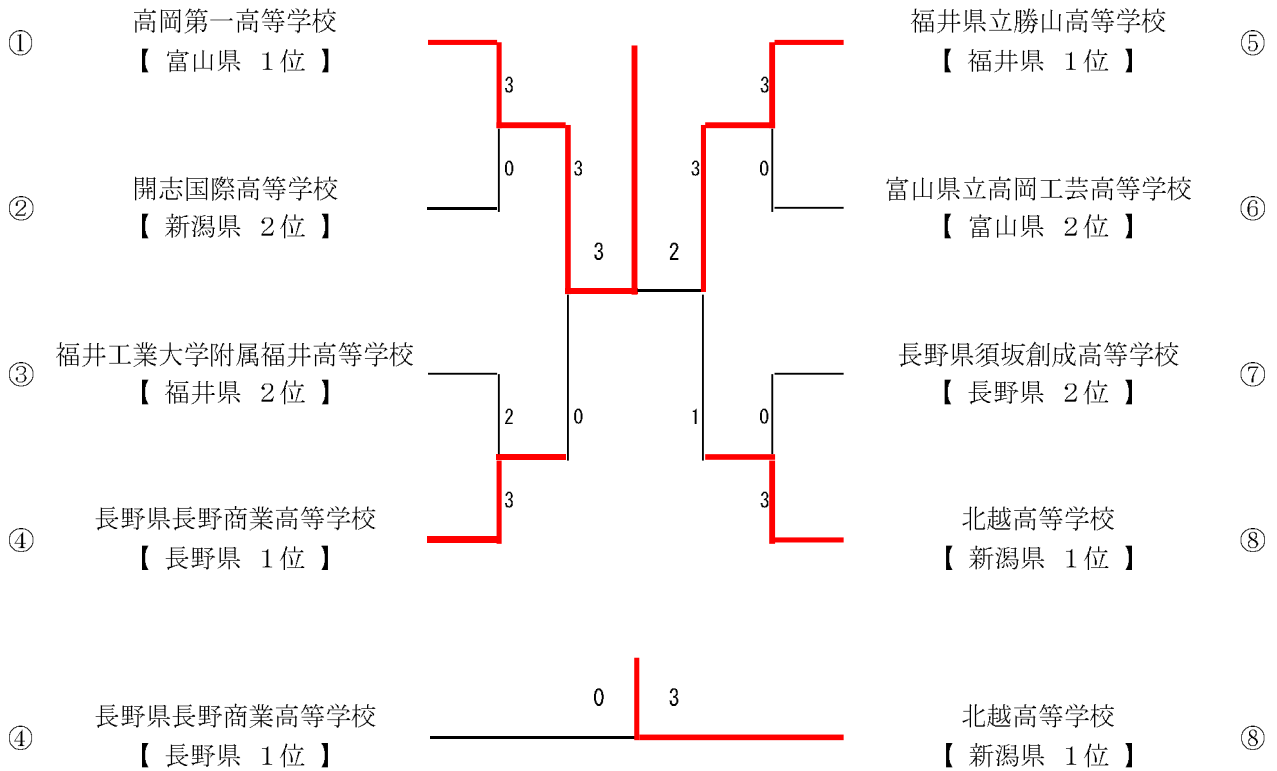 ① 高岡第一高等学校
【 富山県 １位 】
3
0
② 開志国際高等学校
【 新潟県 ２位 】
3
3
③ 福井工業大学附属福井高等学校
【 福井県 ２位 】
2
0
3
④ 長野県長野商業高等学校
【 長野県 １位 】
福井県立勝山高等学校 ⑤
【 福井県 １位 】
3
0
富山県立高岡工芸高等学校 ⑥
【 富山県 ２位 】
3
2
長野県須坂創成高等学校 ⑦
【 長野県 ２位 】
1
0
3
北越高等学校 ⑧
【 新潟県 １位 】
0 3
④ 長野県長野商業高等学校
【 長野県 １位 】
北越高等学校 ⑧
【 新潟県 １位 】